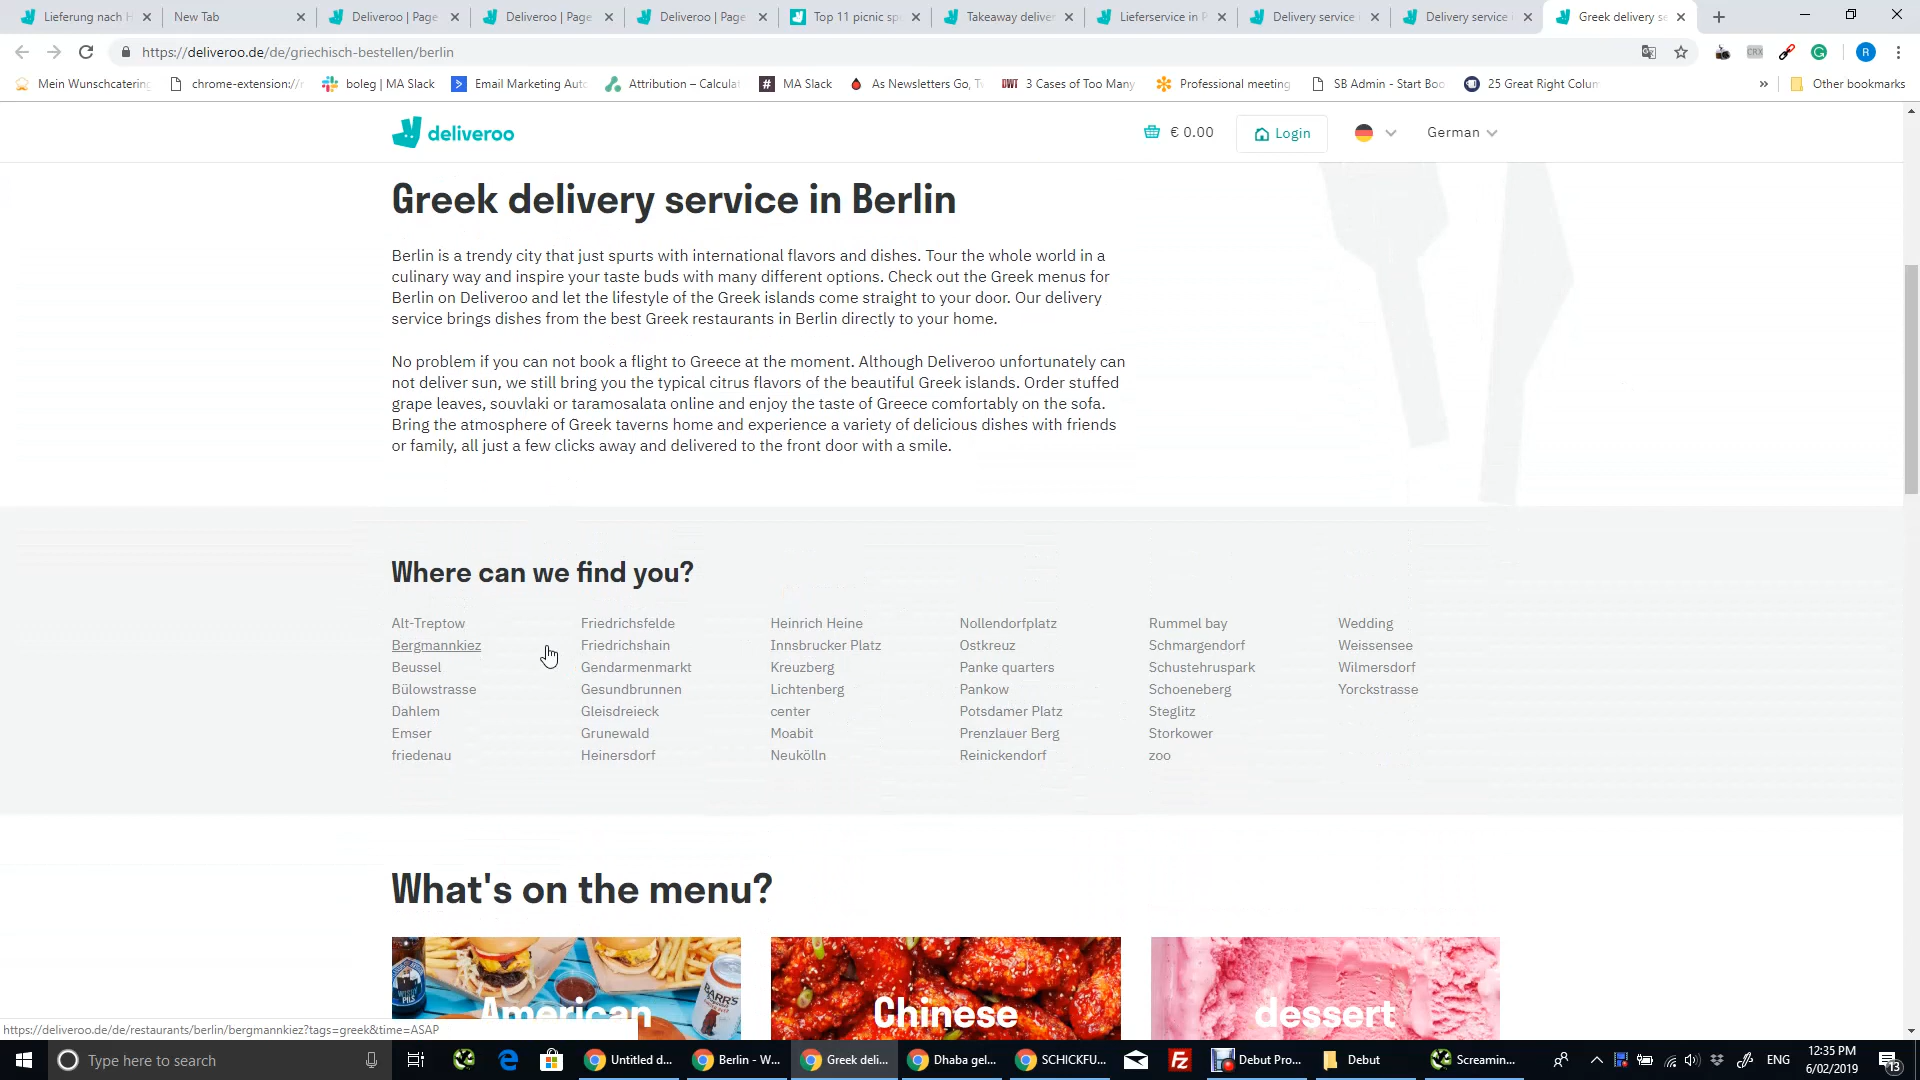 Lieferung nach H
New Tab
Deliveroo | Page
Deliveroo | Page
Deliveroo | Page
Top 11 picnic sp
Takeaway deliver
Lieferservice in P
Delivery service i
Delivery service i
Greek delivery se
https://deliveroo.de/de/griechisch-bestellen/berlin
CRX
R
Mein Wunschcatering
chrome-extension://r
boleg | MA Slack
Email Marketing Aut
Attribution – Calcula
MA Slack
As Newsletters Go, Tw
DWT
3 Cases of Too Many
Professional meeting
SB Admin - Start Boo
25 Great Right Colum
»
Other bookmarks
deliveroo
€ 0.00
Login
German
Greek delivery service in Berlin
Berlin is a trendy city that just spurts with international flavors and dishes. Tour the whole world in a
culinary way and inspire your taste buds with many different options. Check out the Greek menus for
Berlin on Deliveroo and let the lifestyle of the Greek islands come straight to your door. Our delivery
service brings dishes from the best Greek restaurants in Berlin directly to your home.
No problem if you can not book a flight to Greece at the moment. Although Deliveroo unfortunately can
not deliver sun, we still bring you the typical citrus flavors of the beautiful Greek islands. Order stuffed
grape leaves, souvlaki or taramosalata online and enjoy the taste of Greece comfortably on the sofa.
Bring the atmosphere of Greek taverns home and experience a variety of delicious dishes with friends
or family, all just a few clicks away and delivered to the front door with a smile.
Where can we find you?
Alt-Treptow
Bergmannkiez
Beussel
Bülowstrasse
Dahlem
Emser
friedenau
Friedrichsfelde
Friedrichshain
Gendarmenmarkt
Gesundbrunnen
Gleisdreieck
Grunewald
Heinersdorf
Heinrich Heine
Innsbrucker Platz
Kreuzberg
Lichtenberg
center
Moabit
Neukölln
Nollendorfplatz
Ostkreuz
Panke quarters
Pankow
Potsdamer Platz
Prenzlauer Berg
Reinickendorf
Rummel bay
Schmargendorf
Schustehruspark
Schoeneberg
Steglitz
Storkower
zoo
Wedding
Weissensee
Wilmersdorf
Yorckstrasse
What's on the menu?
American
Chinese
dessert
PILS
BARR'S
https://deliveroo.de/de/restaurants/berlin/bergmannkiez?tags=greek&time=ASAP
Type here to search
Untitled d...
Berlin - W...
Greek deli...
Dhaba gel...
SCHICKFU...
Fz
Debut Pro...
Debut
Screamin...
ENG
12:35 PM
6/02/2019
13